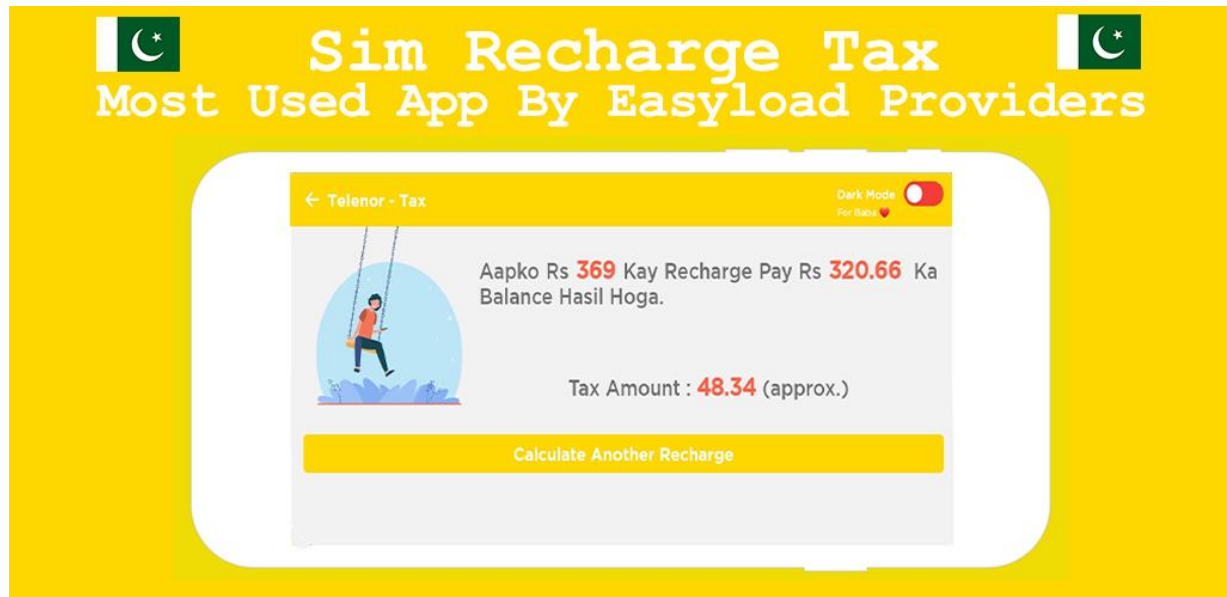 Sim Recharge Tax
Most Used App By Easyload Providers
← Telenor - Tax
Dark Mode
For Baba ❤
Aapko Rs 369 Kay Recharge Pay Rs 320.66 Ka
Balance Hasil Hoga.
Tax Amount : 48.34 (approx.)
Calculate Another Recharge